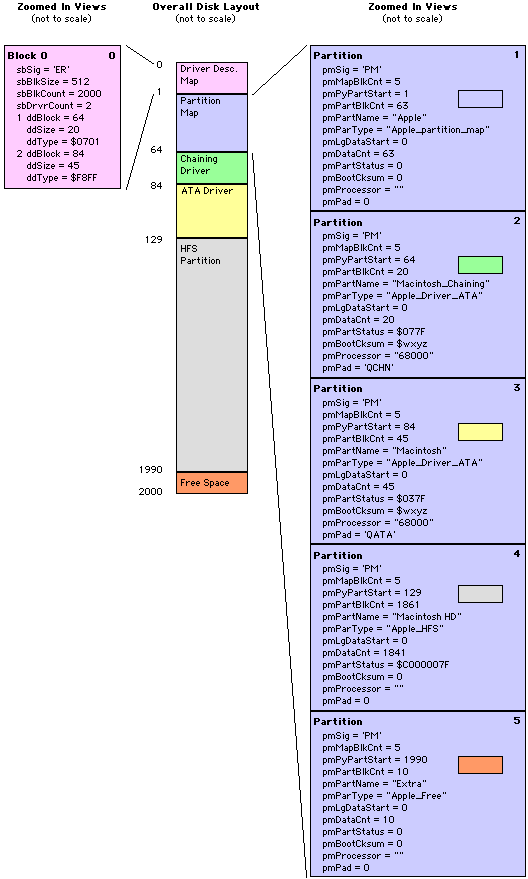 Zoomed In Views
(not to scale)
Block 0 0
sbSig = 'ER'
sbBlkSize = 512
sbBlkCount = 2000
sbDrvrCount = 2
1 ddBlock = 64
ddSize = 20
ddType = $0701
2 ddBlock = 84
ddSize = 45
ddType = $F8FF
Overall Disk Layout
(not to scale)
0
Driver Desc.
Map
1
Partition
Map
64
Chaining
Driver
84
ATA Driver
129
HFS
Partition
1990
Free Space
2000
Zoomed In Views
(not to scale)
Partition 1
pmSig = 'PM'
pmMapBlkCnt = 5
pmPyPartStart = 1
pmPartBlkCnt = 63
pmPartName = "Apple"
pmParType = "Apple_partition_map"
pmLgDataStart = 0
pmDataCnt = 63
pmPartStatus = 0
pmBootCksum = 0
pmProcessor = ""
pmPad = 0
Partition 2
pmSig = 'PM'
pmMapBlkCnt = 5
pmPyPartStart = 64
pmPartBlkCnt = 20
pmPartName = "Macintosh_Chaining"
pmParType = "Apple_Driver_ATA"
pmLgDataStart = 0
pmDataCnt = 20
pmPartStatus = $077F
pmBootCksum = $wxyz
pmProcessor = "68000"
pmPad = 'QCHN'
Partition 3
pmSig = 'PM'
pmMapBlkCnt = 5
pmPyPartStart = 84
pmPartBlkCnt = 45
pmPartName = "Macintosh"
pmParType = "Apple_Driver_ATA"
pmLgDataStart = 0
pmDataCnt = 45
pmPartStatus = $037F
pmBootCksum = $wxyz
pmProcessor = "68000"
pmPad = 'QATA'
Partition 4
pmSig = 'PM'
pmMapBlkCnt = 5
pmPyPartStart = 129
pmPartBlkCnt = 1861
pmPartName = "Macintosh HD"
pmParType = "Apple_HFS"
pmLgDataStart = 0
pmDataCnt = 1841
pmPartStatus = $C000007F
pmBootCksum = 0
pmProcessor = ""
pmPad = 0
Partition 5
pmSig = 'PM'
pmMapBlkCnt = 5
pmPyPartStart = 1990
pmPartBlkCnt = 10
pmPartName = "Extra"
pmParType = "Apple_Free"
pmLgDataStart = 0
pmDataCnt = 10
pmPartStatus = 0
pmBootCksum = 0
pmProcessor = ""
pmPad = 0